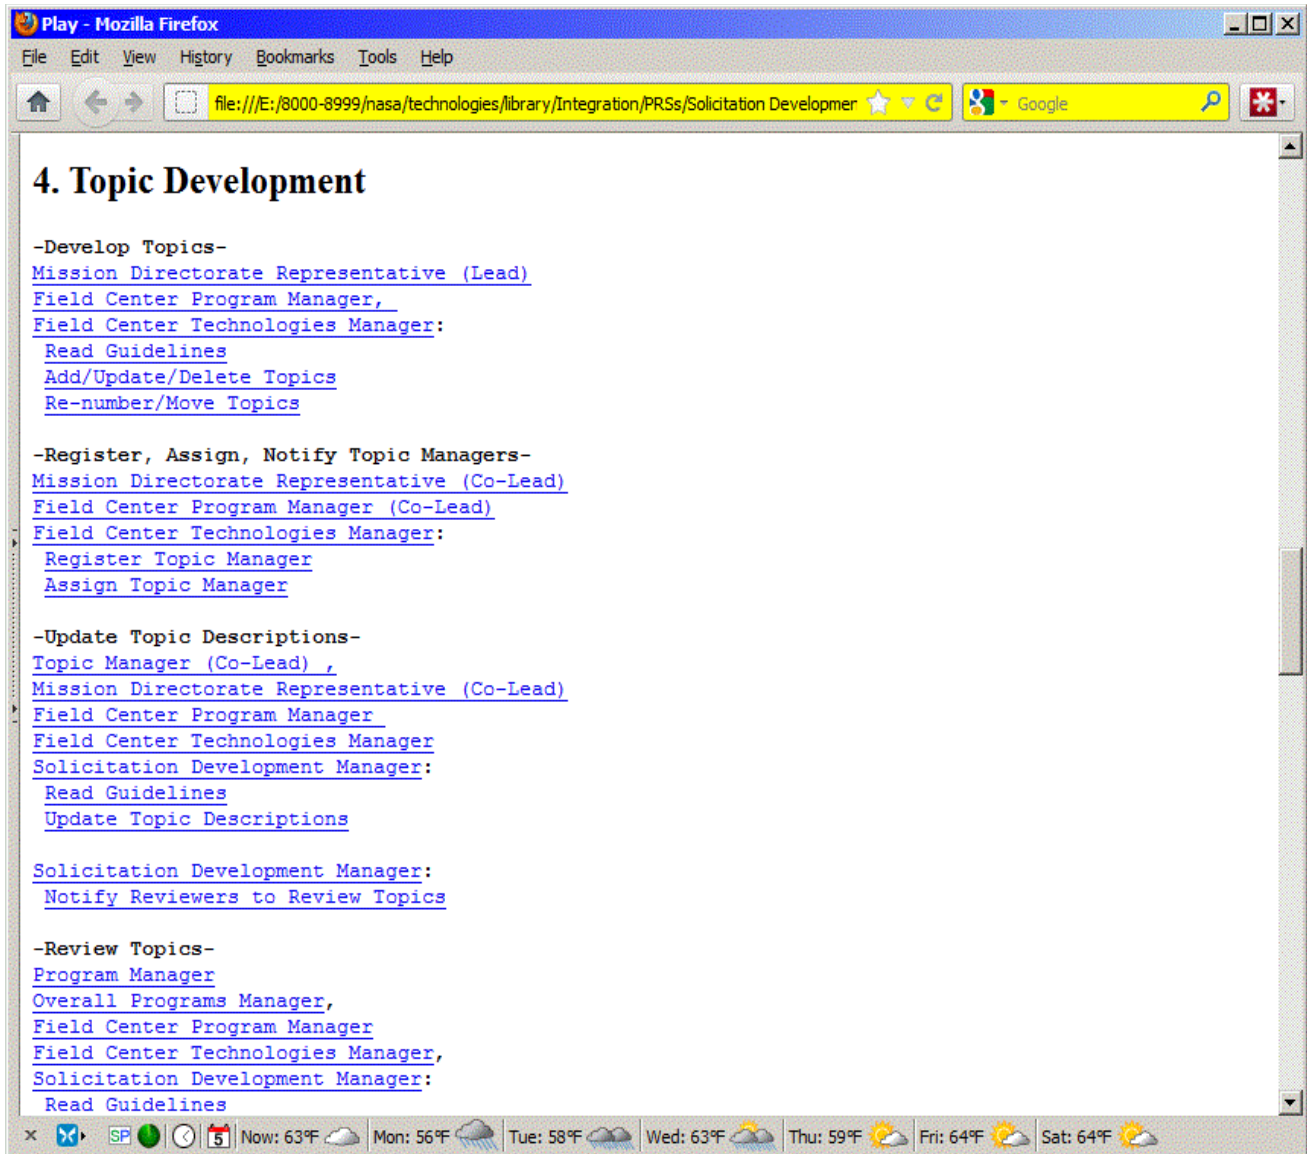 Play - Mozilla Firefox
File Edit View History Bookmarks Tools Help
file:///E:/8000-8999/nasa/technologies/library/Integration/PRSs/Solicitation Developmer Google
4. Topic Development
-Develop Topics-
Mission Directorate Representative (Lead)
Field Center Program Manager,
Field Center Technologies Manager:
Read Guidelines
Add/Update/Delete Topics
Re-number/Move Topics
-Register, Assign, Notify Topic Managers-
Mission Directorate Representative (Co-Lead)
Field Center Program Manager (Co-Lead)
Field Center Technologies Manager:
Register Topic Manager
Assign Topic Manager
-Update Topic Descriptions-
Topic Manager (Co-Lead) ,
Mission Directorate Representative (Co-Lead)
Field Center Program Manager
Field Center Technologies Manager
Solicitation Development Manager:
Read Guidelines
Update Topic Descriptions
Solicitation Development Manager:
Notify Reviewers to Review Topics
-Review Topics-
Program Manager
Overall Programs Manager,
Field Center Program Manager
Field Center Technologies Manager,
Solicitation Development Manager:
Read Guidelines
SP 5 Now: 63°F Mon: 56°F Tue: 58°F Wed: 63°F Thu: 59°F Fri: 64°F Sat: 64°F